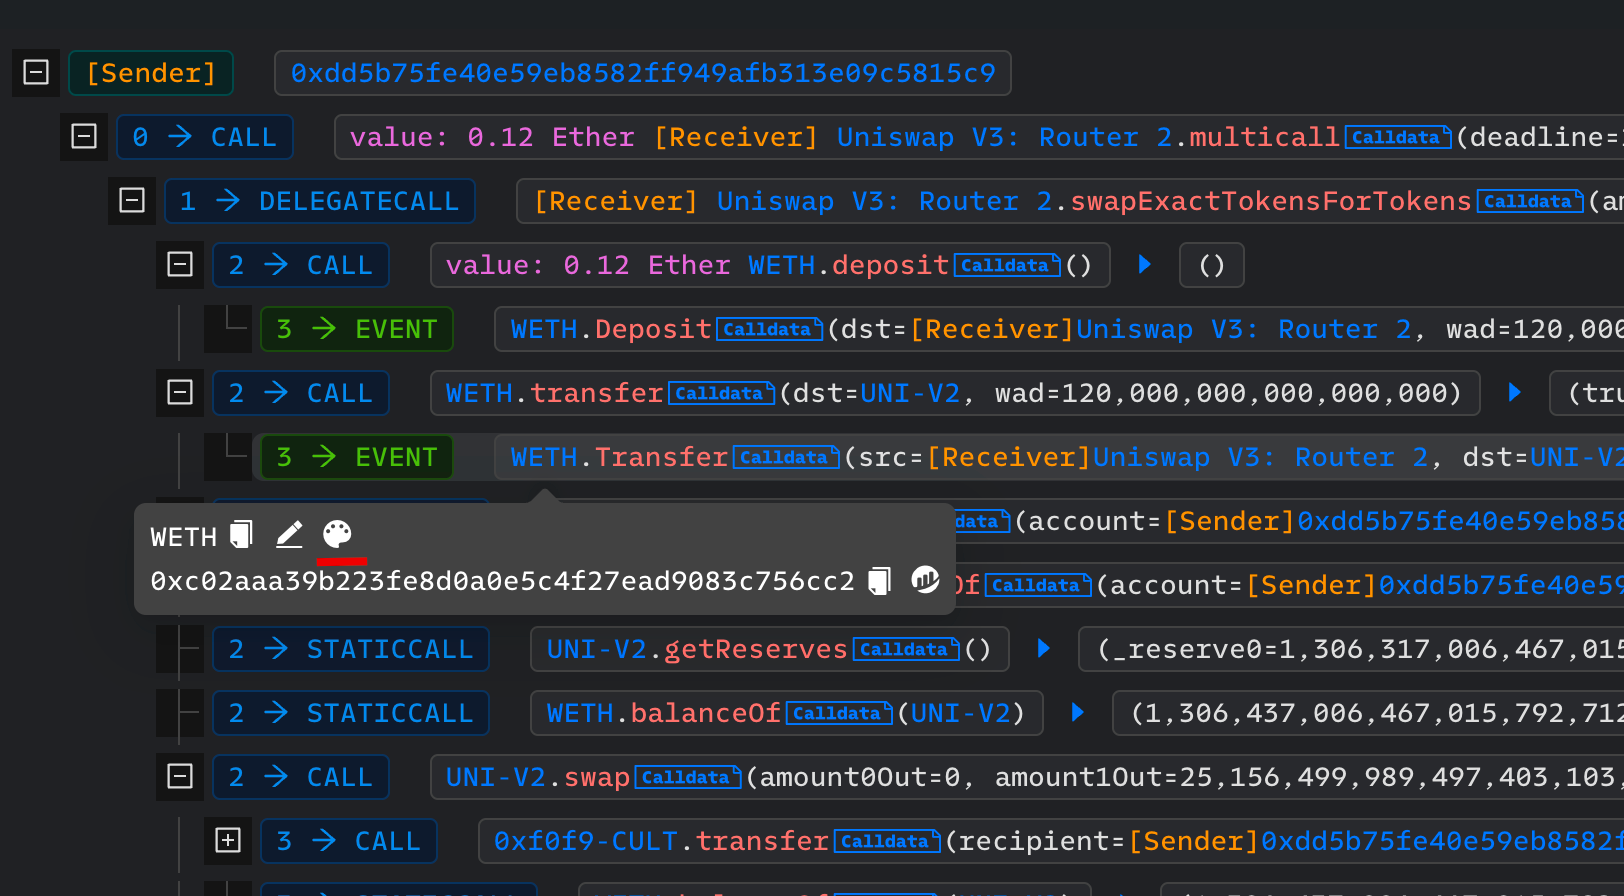 [Sender] 0xdd5b75fe40e59eb8582ff949afb313e09c5815c9
0 → CALL value: 0.12 Ether [Receiver] Uniswap V3: Router 2.multicall Calldata (deadline=
1 → DELEGATECALL [Receiver] Uniswap V3: Router 2.swapExactTokensForTokens Calldata (am
2 → CALL value: 0.12 Ether WETH.deposit Calldata () ()
3 → EVENT WETH.Deposit Calldata (dst=[Receiver]Uniswap V3: Router 2, wad=120,000
2 → CALL WETH.transfer Calldata (dst=UNI-V2, wad=120,000,000,000,000,000) (tru
3 → EVENT WETH.Transfer Calldata (src=[Receiver]Uniswap V3: Router 2, dst=UNI-V2
data (account=[Sender]0xdd5b75fe40e59eb858
WETH
0xc02aaa39b223fe8d0a0e5c4f27ead9083c756cc2
Of Calldata (account=[Sender]0xdd5b75fe40e59
2 → STATICCALL UNI-V2.getReserves Calldata () (_reserve0=1,306,317,006,467,015
2 → STATICCALL WETH.balanceOf Calldata (UNI-V2) (1,306,437,006,467,015,792,712
2 → CALL UNI-V2.swap Calldata (amount0Out=0, amount1Out=25,156,499,989,497,403,103,
3 → CALL 0xf0f9-CULT.transfer Calldata (recipient=[Sender]0xdd5b75fe40e59eb8582f